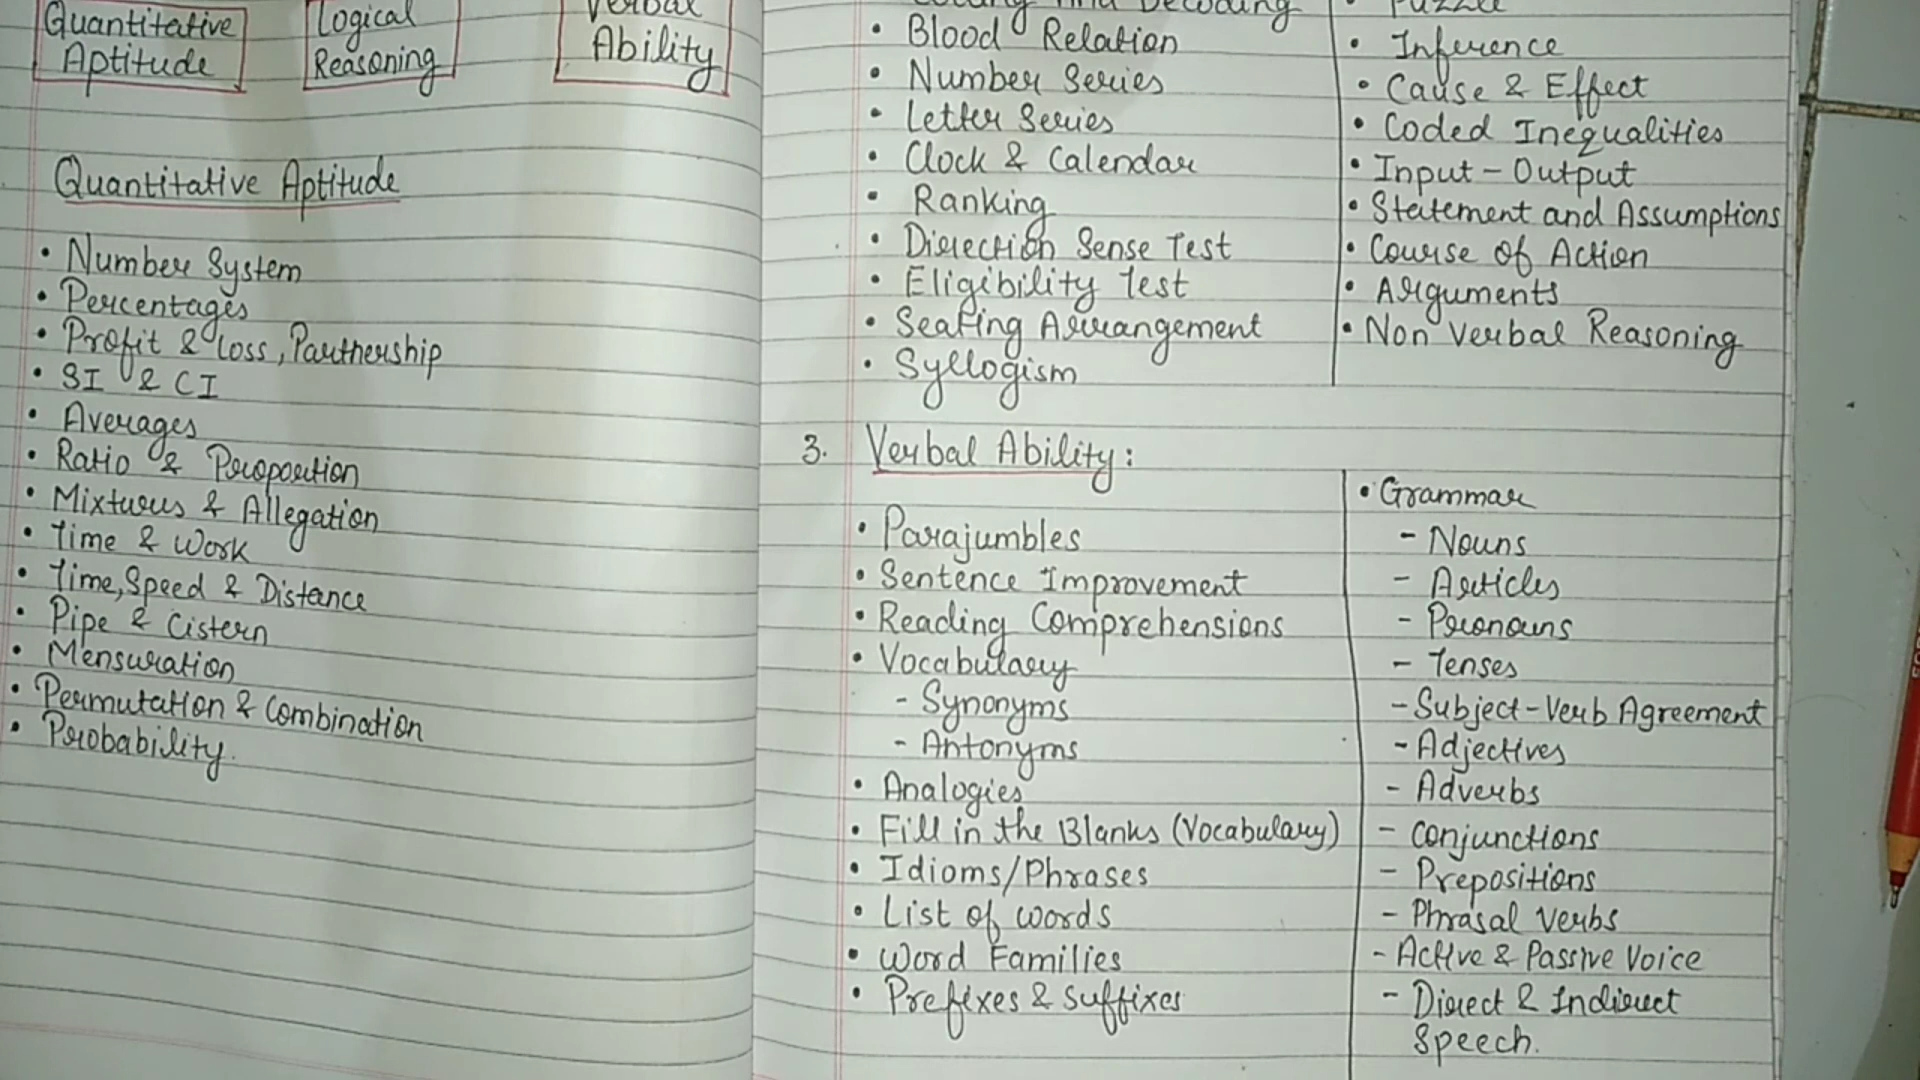 Quantitative
Aptitude
Logical
Reasoning
Verbal
Ability
Quantitative Aptitude
• Number System
• Percentages
• Profit & Loss, Partnership
• SI & CI
• Averages
• Ratio & Proportion
• Mixtures & Allegation
• Time & Work
• Time, Speed & Distance
• Pipe & Cistern
• Mensuration
• Permutation & Combination
• Probability.
Coding And Decoding
• Blood Relation
• Number Series
• Letter Series
• Clock & Calendar
• Ranking
• Direction Sense Test
• Eligibility Test
• Seating Arrangement
• Syllogism
• Puzzle
• Inference
• Cause & Effect
• Coded Inequalities
• Input - Output
• Statement and Assumptions
• Course of Action
• Arguments
• Non Verbal Reasoning
3. Verbal Ability:
• Parajumbles
• Sentence Improvement
• Reading Comprehensions
• Vocabulary
- Synonyms
- Antonyms
• Analogies
• Fill in the Blanks (Vocabulary)
• Idioms/Phrases
• List of words
• Word Families
• Prefixes & Suffixes
• Grammar
- Nouns
- Articles
- Pronouns
- Tenses
- Subject-Verb Agreement
- Adjectives
- Adverbs
- Conjunctions
- Prepositions
- Phrasal Verbs
- Active & Passive Voice
- Direct & Indirect
Speech.